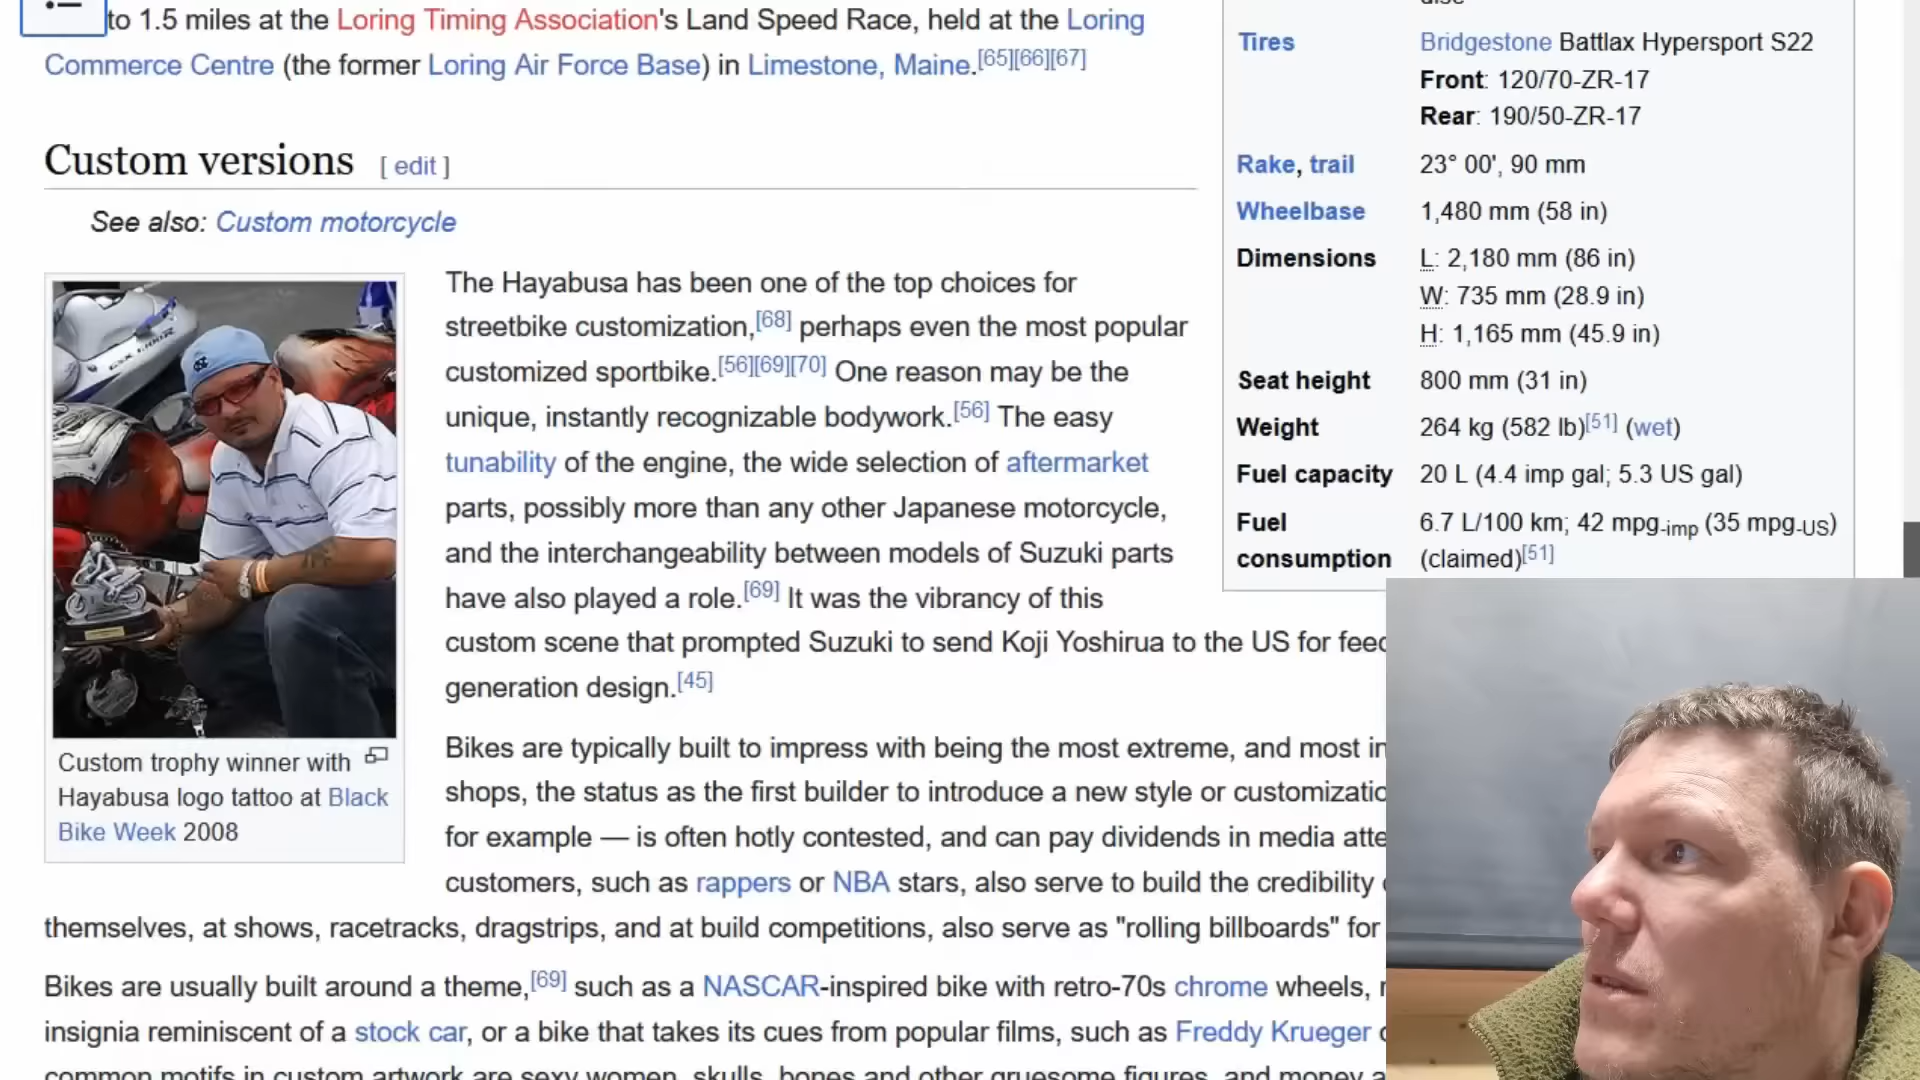 to 1.5 miles at the Loring Timing Association's Land Speed Race, held at the Loring
Commerce Centre (the former Loring Air Force Base) in Limestone, Maine.[65][66][67]
Custom versions [ edit ]
See also: Custom motorcycle
GSX 1300R
Custom trophy winner with
Hayabusa logo tattoo at Black
Bike Week 2008
The Hayabusa has been one of the top choices for
streetbike customization,[68] perhaps even the most popular
customized sportbike.[56][69][70] One reason may be the
unique, instantly recognizable bodywork.[56] The easy
tunability of the engine, the wide selection of aftermarket
parts, possibly more than any other Japanese motorcycle,
and the interchangeability between models of Suzuki parts
have also played a role.[69] It was the vibrancy of this
custom scene that prompted Suzuki to send Koji Yoshirua to the US for feed
generation design.[45]
Bikes are typically built to impress with being the most extreme, and most in
shops, the status as the first builder to introduce a new style or customizatio
for example — is often hotly contested, and can pay dividends in media atte
customers, such as rappers or NBA stars, also serve to build the credibility
themselves, at shows, racetracks, dragstrips, and at build competitions, also serve as "rolling billboards" for
Bikes are usually built around a theme,[69] such as a NASCAR-inspired bike with retro-70s chrome wheels,
insignia reminiscent of a stock car, or a bike that takes its cues from popular films, such as Freddy Krueger
common motifs in custom artwork are sexy women, skulls, bones and other gruesome figures, and money a
disc
Tires Bridgestone Battlax Hypersport S22
Front: 120/70-ZR-17
Rear: 190/50-ZR-17
Rake, trail 23° 00', 90 mm
Wheelbase 1,480 mm (58 in)
Dimensions L: 2,180 mm (86 in)
W: 735 mm (28.9 in)
H: 1,165 mm (45.9 in)
Seat height 800 mm (31 in)
Weight 264 kg (582 lb)[51] (wet)
Fuel capacity 20 L (4.4 imp gal; 5.3 US gal)
Fuel 6.7 L/100 km; 42 mpg-imp (35 mpg-US)
consumption (claimed)[51]